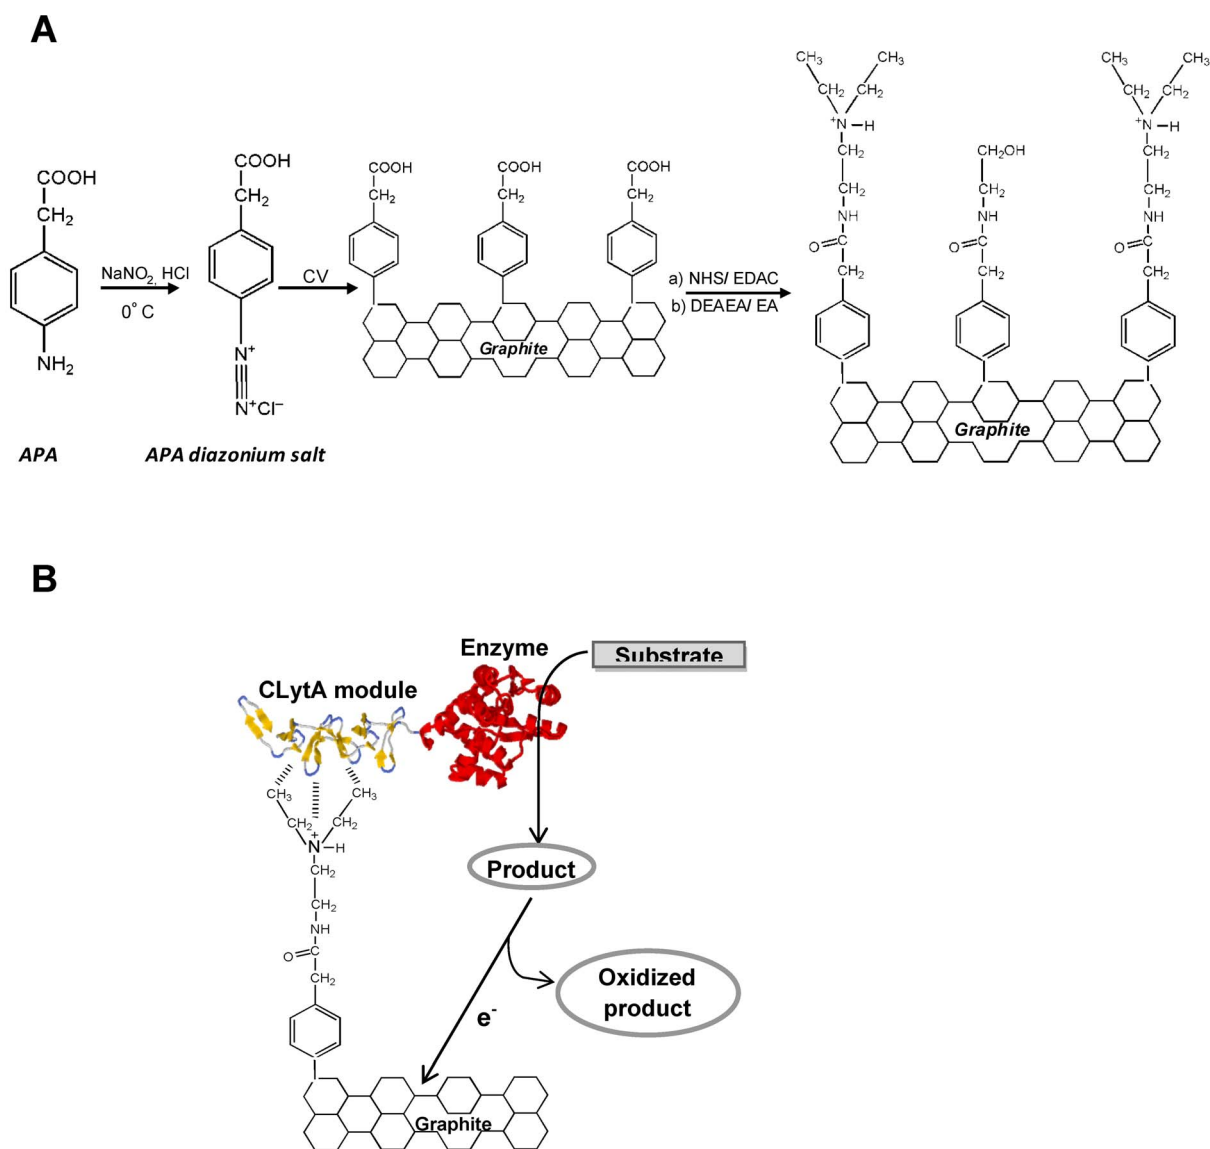 A
CH3 CH3 CH3 CH3
CH2 CH2 CH2 CH2
+N–H +N–H
CH2 CH2OH CH2
CH2 CH2 CH2
NH NH NH
O C O C O C
CH2 CH2 CH2
COOH COOH COOH COOH COOH
CH2 CH2 CH2 CH2 CH2
NaNO2, HCl
0° C
CV
a) NHS/ EDAC
b) DEAEA/ EA
NH2
N+
N+Cl–
Graphite
Graphite
APA
APA diazonium salt
B
Enzyme
Substrate
CLytA module
CH3 CH3
CH2 CH2
+
N–H
CH2
Product
CH2
NH
O C
CH2
Oxidized
product
e-
Graphite